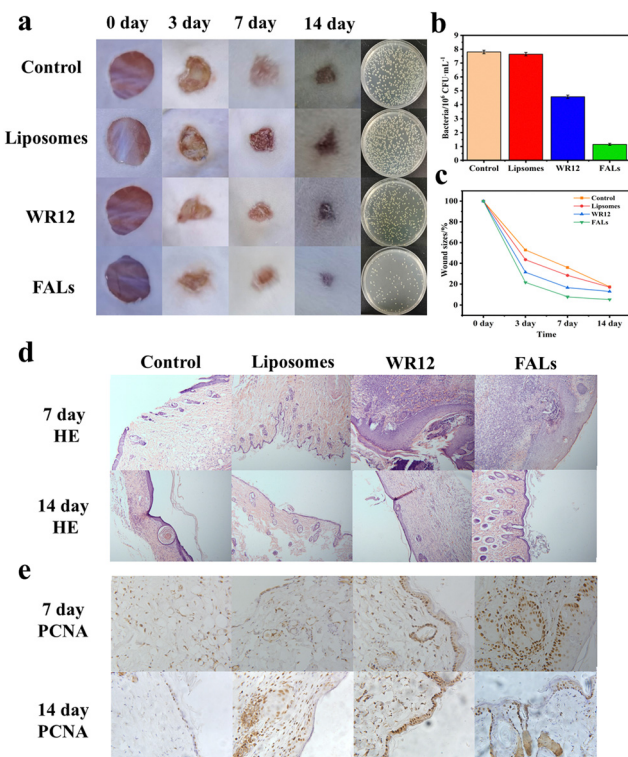 a
0 day 3 day 7 day 14 day
Control
Liposomes
WR12
FALs
b
Bacteria/10⁶ CFU·mL⁻¹
8
7
6
5
4
3
2
1
0
Control Lipsomes WR12 FALs
c
Wound sizes/%
100
80
60
40
20
0
Control
Lipsomes
WR12
FALs
0 day 3 day 7 day 14 day
Time
d
Control Liposomes WR12 FALs
7 day
HE
14 day
HE
e
7 day
PCNA
14 day
PCNA